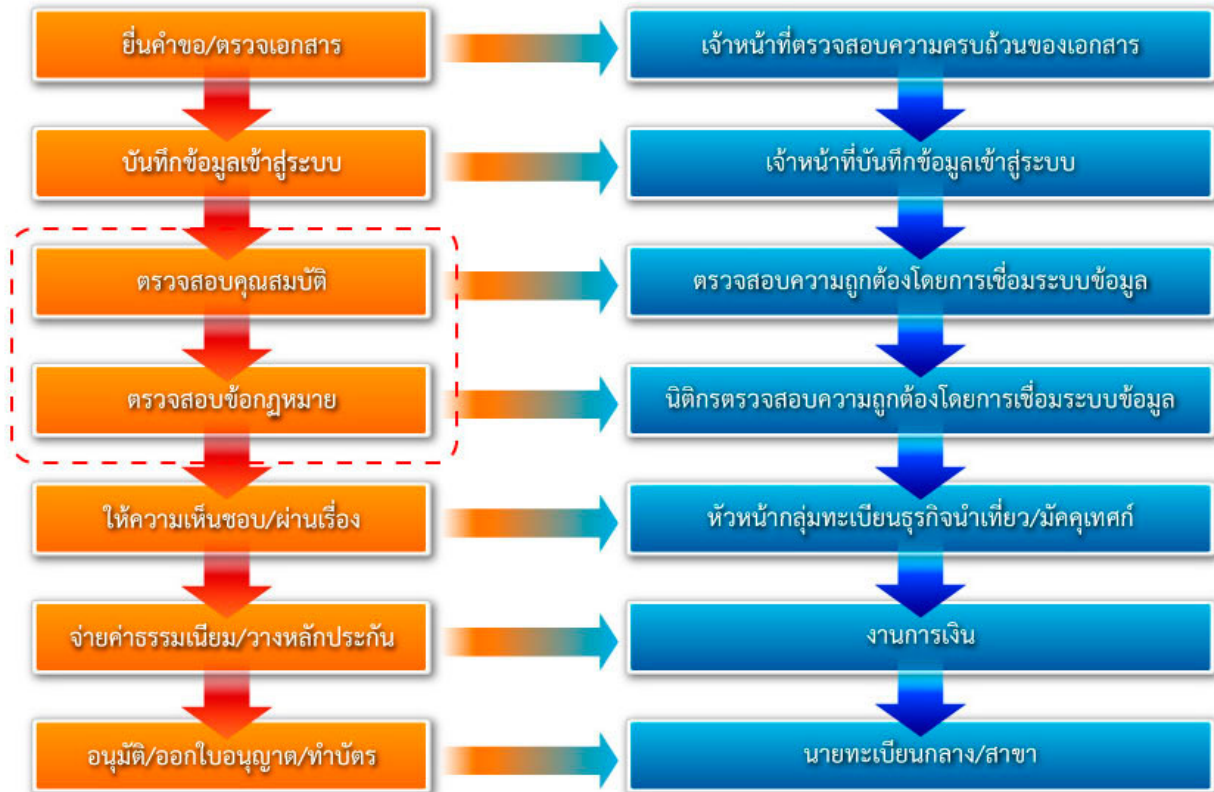 ยื่นคำขอ/ตรวจเอกสาร
เจ้าหน้าที่ตรวจสอบความครบถ้วนของเอกสาร
บันทึกข้อมูลเข้าสู่ระบบ
เจ้าหน้าที่บันทึกข้อมูลเข้าสู่ระบบ
ตรวจสอบคุณสมบัติ
ตรวจสอบความถูกต้องโดยการเชื่อมระบบข้อมูล
ตรวจสอบข้อกฎหมาย
นิติกรตรวจสอบความถูกต้องโดยการเชื่อมระบบข้อมูล
ให้ความเห็นชอบ/ผ่านเรื่อง
หัวหน้ากลุ่มทะเบียนธุรกิจนำเที่ยว/มัคคุเทศก์
จ่ายค่าธรรมเนียม/วางหลักประกัน
งานการเงิน
อนุมัติ/ออกใบอนุญาต/ทำบัตร
นายทะเบียนกลาง/สาขา